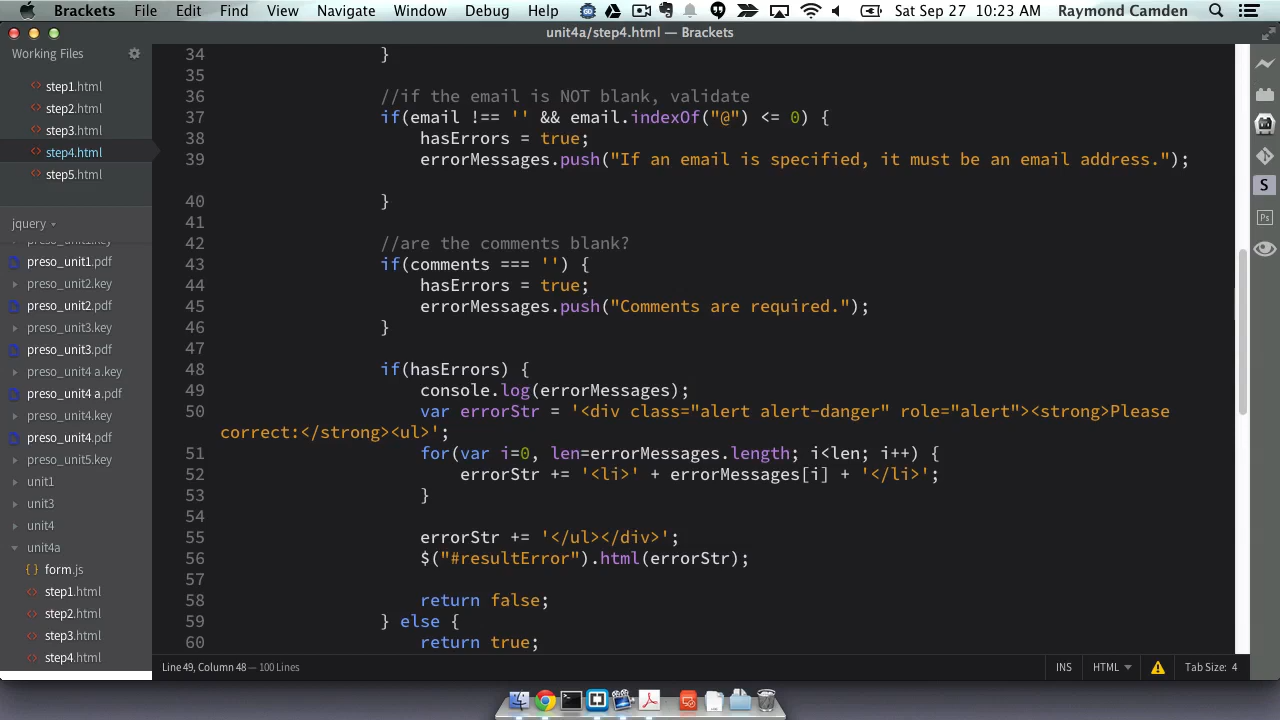 Brackets File Edit Find View Navigate Window Debug Help Sat Sep 27 10:23 AM Raymond Camden
unit4a/step4.html — Brackets
Working Files
step1.html
step2.html
step3.html
step4.html
step5.html
jquery
preso_unit1.key
preso_unit1.pdf
preso_unit2.key
preso_unit2.pdf
preso_unit3.key
preso_unit3.pdf
preso_unit4 a.key
preso_unit4 a.pdf
preso_unit4.key
preso_unit4.pdf
preso_unit5.key
unit1
unit3
unit4
unit4a
form.js
step1.html
step2.html
step3.html
step4.html
34 }
35
36 //if the email is NOT blank, validate
37 if(email !== '' && email.indexOf("@") <= 0) {
38 hasErrors = true;
39 errorMessages.push("If an email is specified, it must be an email address.");
40 }
41
42 //are the comments blank?
43 if(comments === '') {
44 hasErrors = true;
45 errorMessages.push("Comments are required.");
46 }
47
48 if(hasErrors) {
49 console.log(errorMessages);
50 var errorStr = '<div class="alert alert-danger" role="alert"><strong>Please
correct:</strong><ul>';
51 for(var i=0, len=errorMessages.length; i<len; i++) {
52 errorStr += '<li>' + errorMessages[i] + '</li>';
53 }
54
55 errorStr += '</ul></div>';
56 $("#resultError").html(errorStr);
57
58 return false;
59 } else {
60 return true;
S
Ps
Line 49, Column 48 — 100 Lines
INS HTML Tab Size: 4